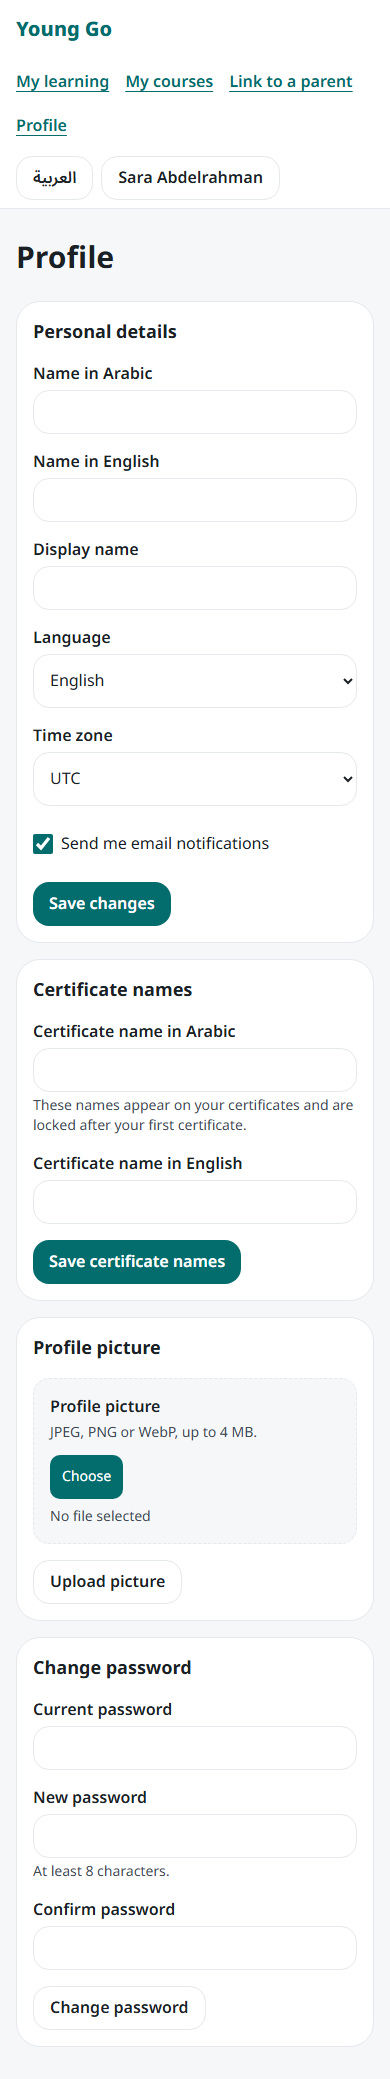 Young Go
My learning My courses Link to a parent
Profile
العربية Sara Abdelrahman
Profile
Personal details
Name in Arabic
Name in English
Display name
Language
English
Time zone
UTC
Send me email notifications
Save changes
Certificate names
Certificate name in Arabic
These names appear on your certificates and are
locked after your first certificate.
Certificate name in English
Save certificate names
Profile picture
Profile picture
JPEG, PNG or WebP, up to 4 MB.
Choose
No file selected
Upload picture
Change password
Current password
New password
At least 8 characters.
Confirm password
Change password